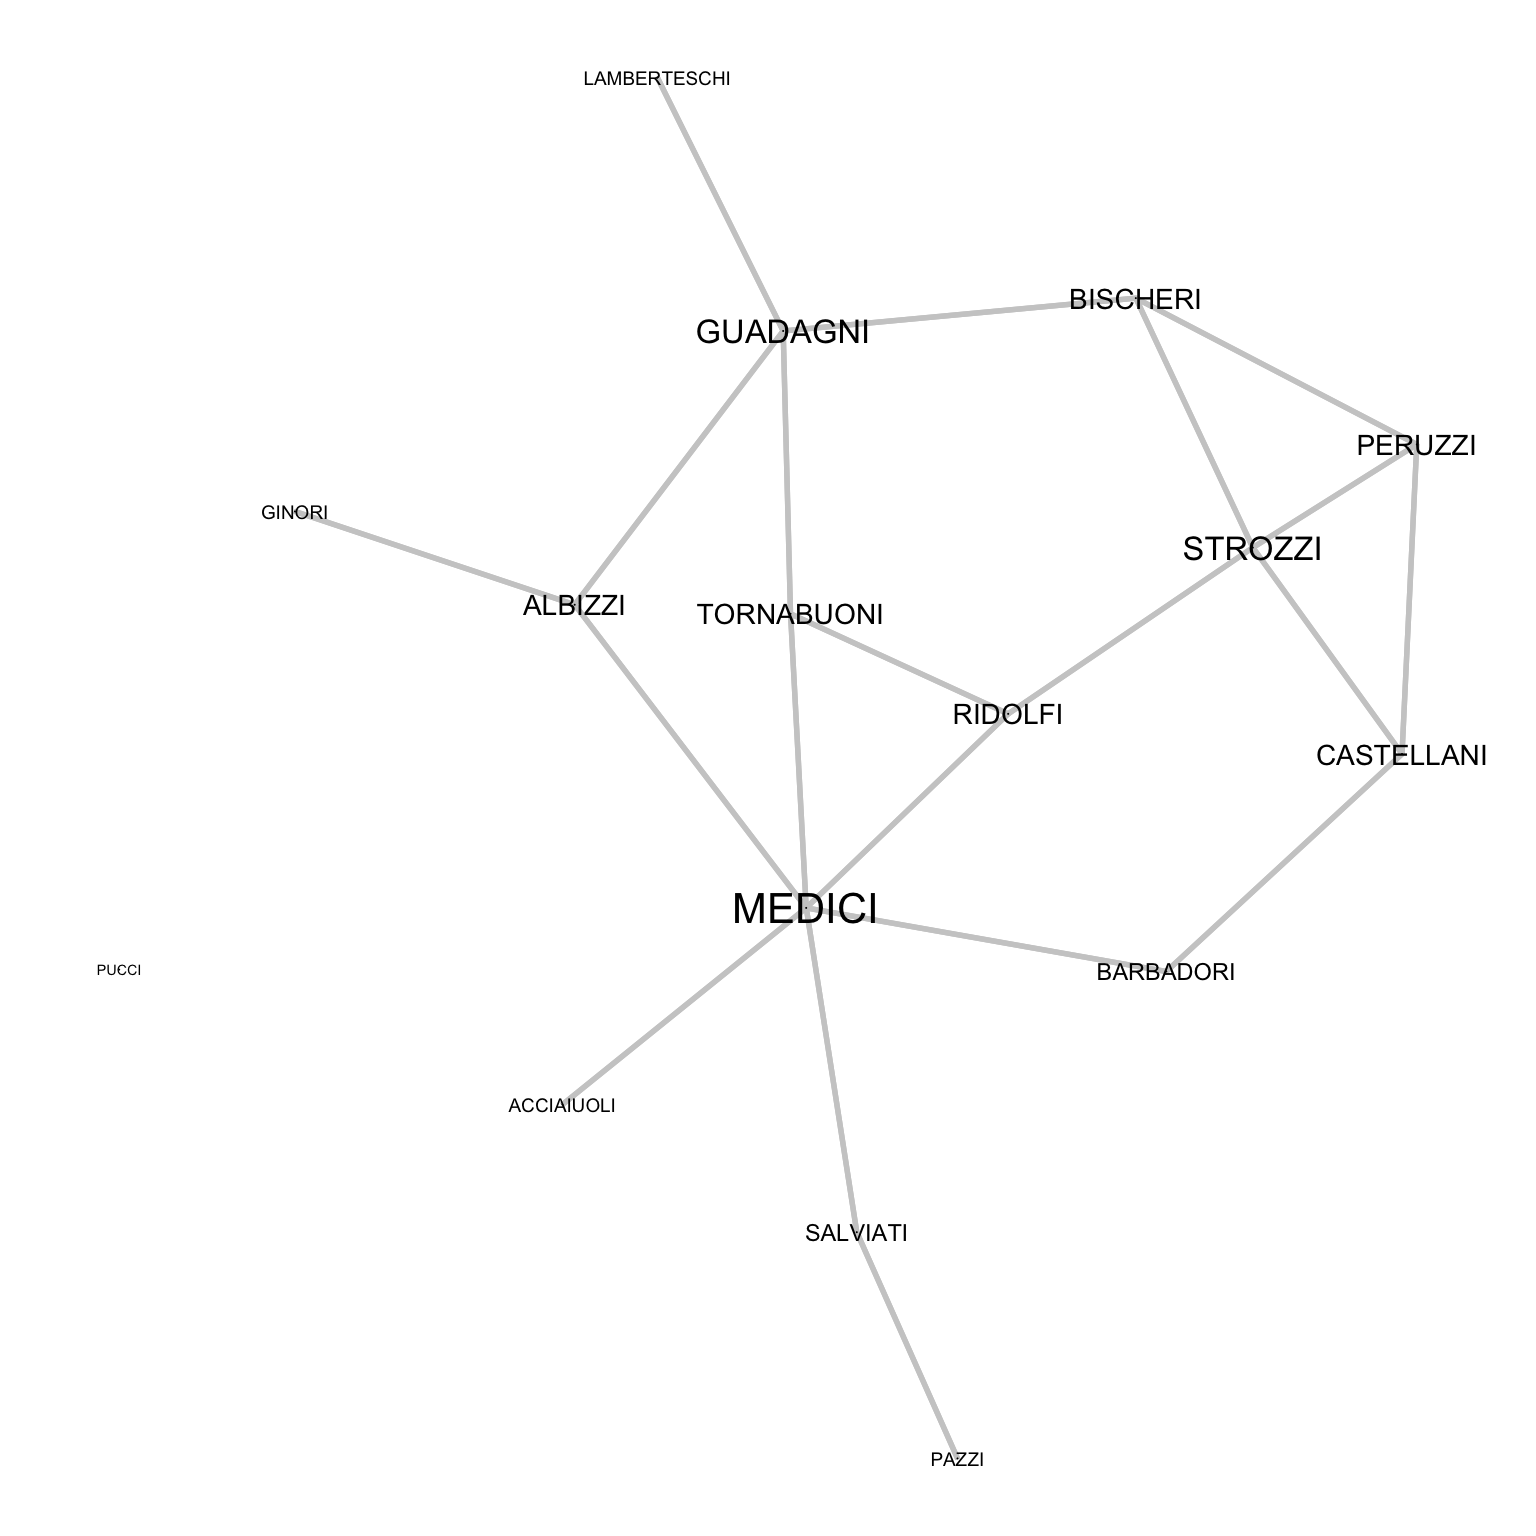 LAMBERTESCHI
BISCHERI
GUADAGNI
PERUZZI
GINORI
STROZZI
ALBIZZI
TORNABUONI
RIDOLFI
CASTELLANI
MEDICI
PUCCI
BARBADORI
ACCIAIUOLI
SALVIATI
PAZZI